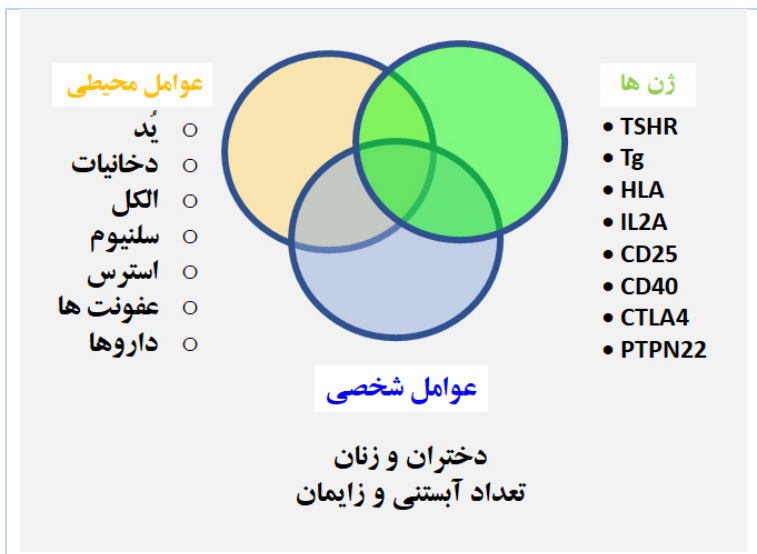 ژن ها
• TSHR
• Tg
• HLA
• IL2A
• CD25
• CD40
• CTLA4
• PTPN22
عوامل محیطی
○ یُد
○ دخانیات
○ الکل
○ سلنیوم
○ استرس
○ عفونت ها
○ داروها
عوامل شخصی
دختران و زنان
تعداد آبستنی و زایمان